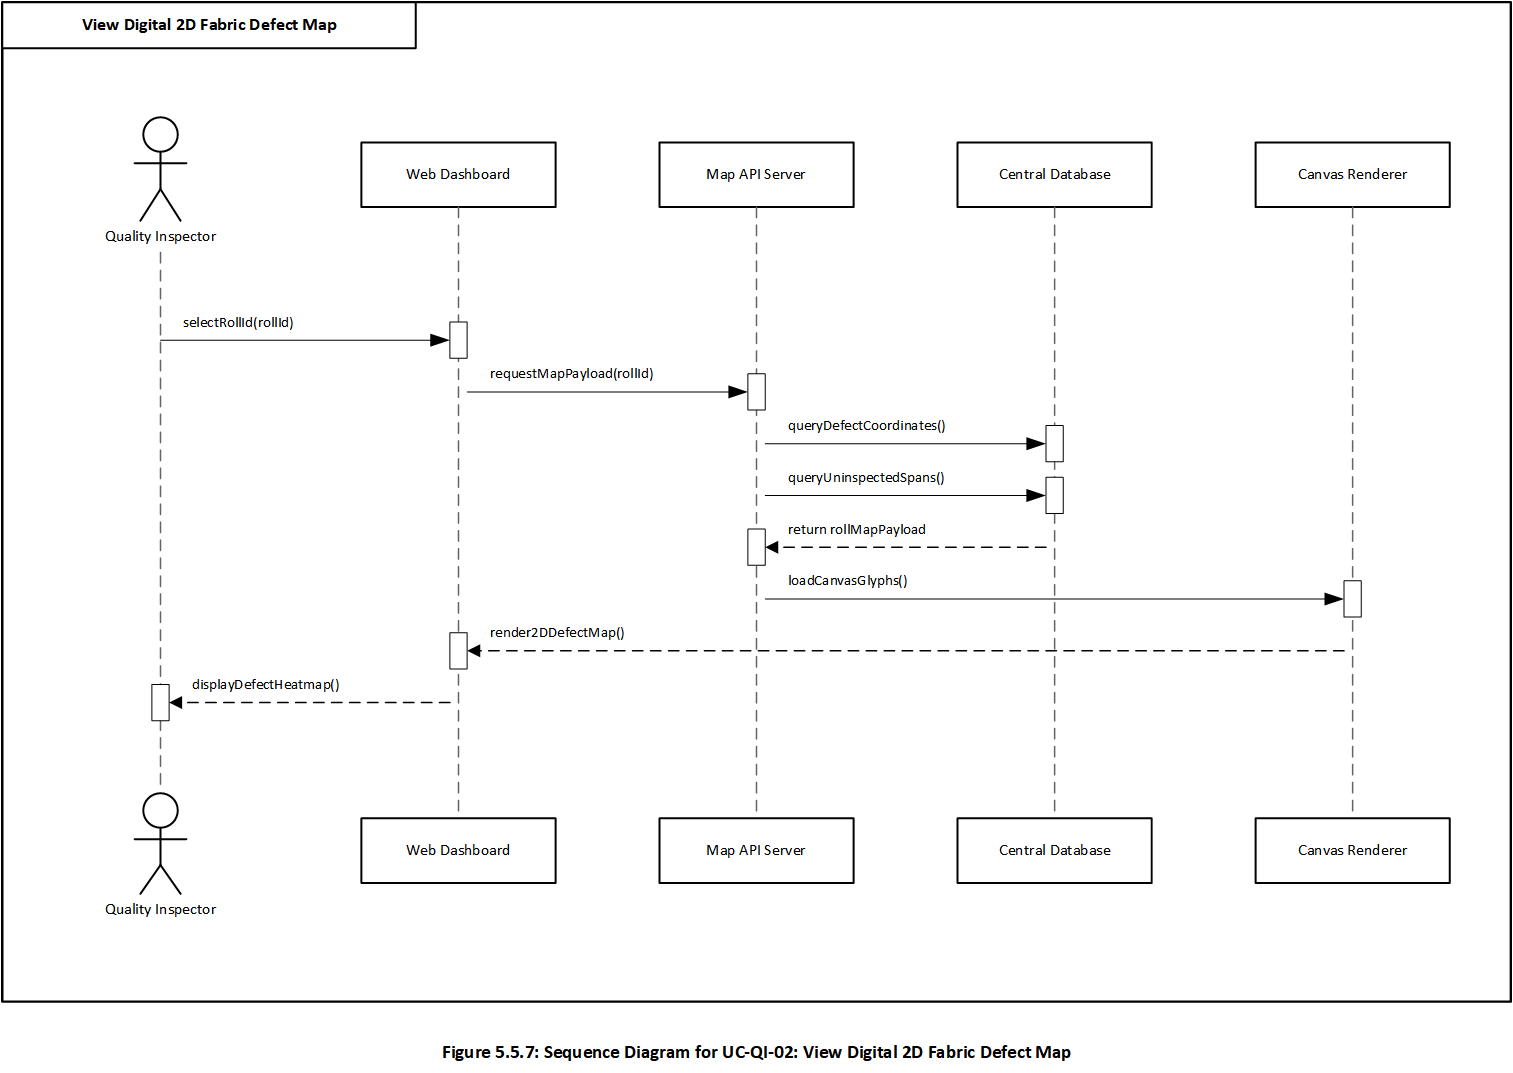 View Digital 2D Fabric Defect Map
Web Dashboard
Map API Server
Central Database
Canvas Renderer
Quality Inspector
selectRollId(rollId)
requestMapPayload(rollId)
queryDefectCoordinates()
queryUninspectedSpans()
return rollMapPayload
loadCanvasGlyphs()
render2DDefectMap()
displayDefectHeatmap()
Web Dashboard
Map API Server
Central Database
Canvas Renderer
Quality Inspector
Figure 5.5.7: Sequence Diagram for UC-QI-02: View Digital 2D Fabric Defect Map